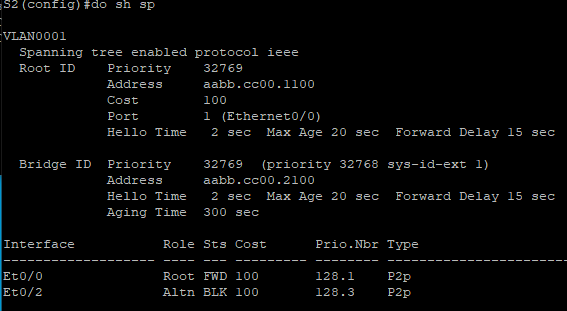 S2(config)#do sh sp
VLAN0001
  Spanning tree enabled protocol ieee
  Root ID    Priority    32769
             Address     aabb.cc00.1100
             Cost        100
             Port        1 (Ethernet0/0)
             Hello Time   2 sec  Max Age 20 sec  Forward Delay 15 sec
  Bridge ID  Priority    32769  (priority 32768 sys-id-ext 1)
             Address     aabb.cc00.2100
             Hello Time   2 sec  Max Age 20 sec  Forward Delay 15 sec
             Aging Time  300 sec
Interface           Role Sts Cost      Prio.Nbr Type
------------------- ---- --- --------- -------- --------------------------
Et0/0               Root FWD 100       128.1    P2p
Et0/2               Altn BLK 100       128.3    P2p